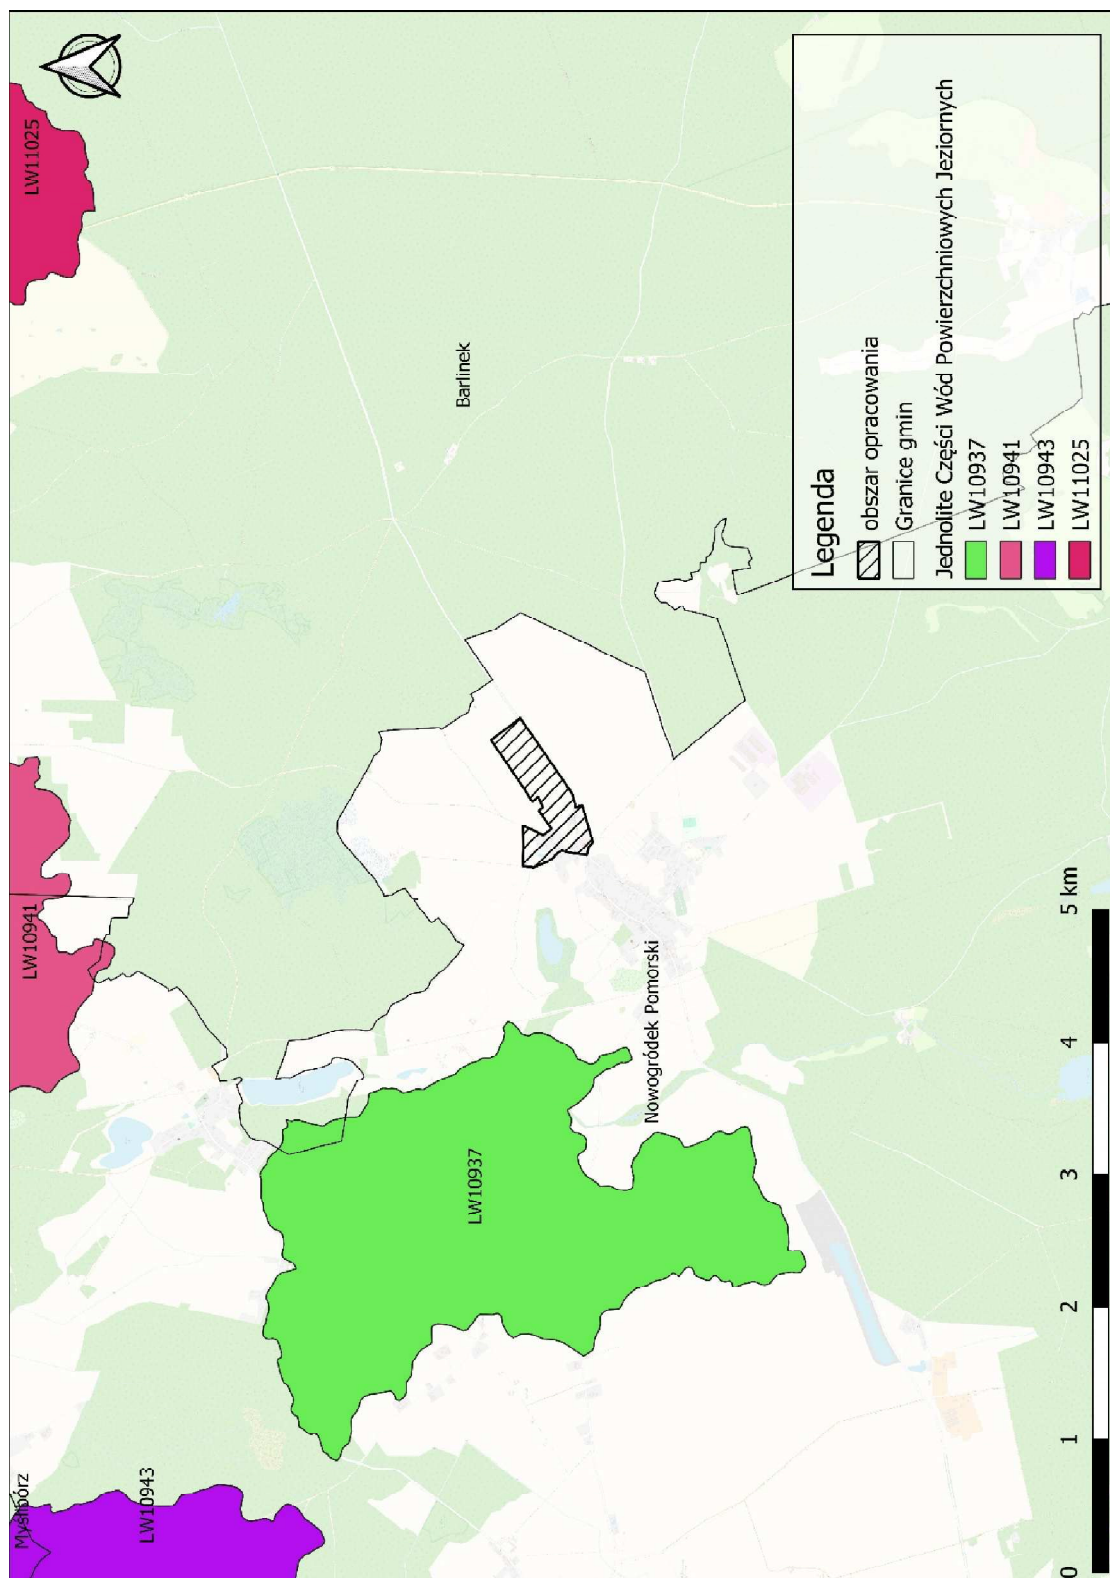 Myślibórz
LW10943
LW10941
LW11025
LW10937
Nowogródek Pomorski
Barlinek
Legenda
obszar opracowania
Granice gmin
Jednolite Części Wód Powierzchniowych Jeziornych
LW10937
LW10941
LW10943
LW11025
0 1 2 3 4 5 km